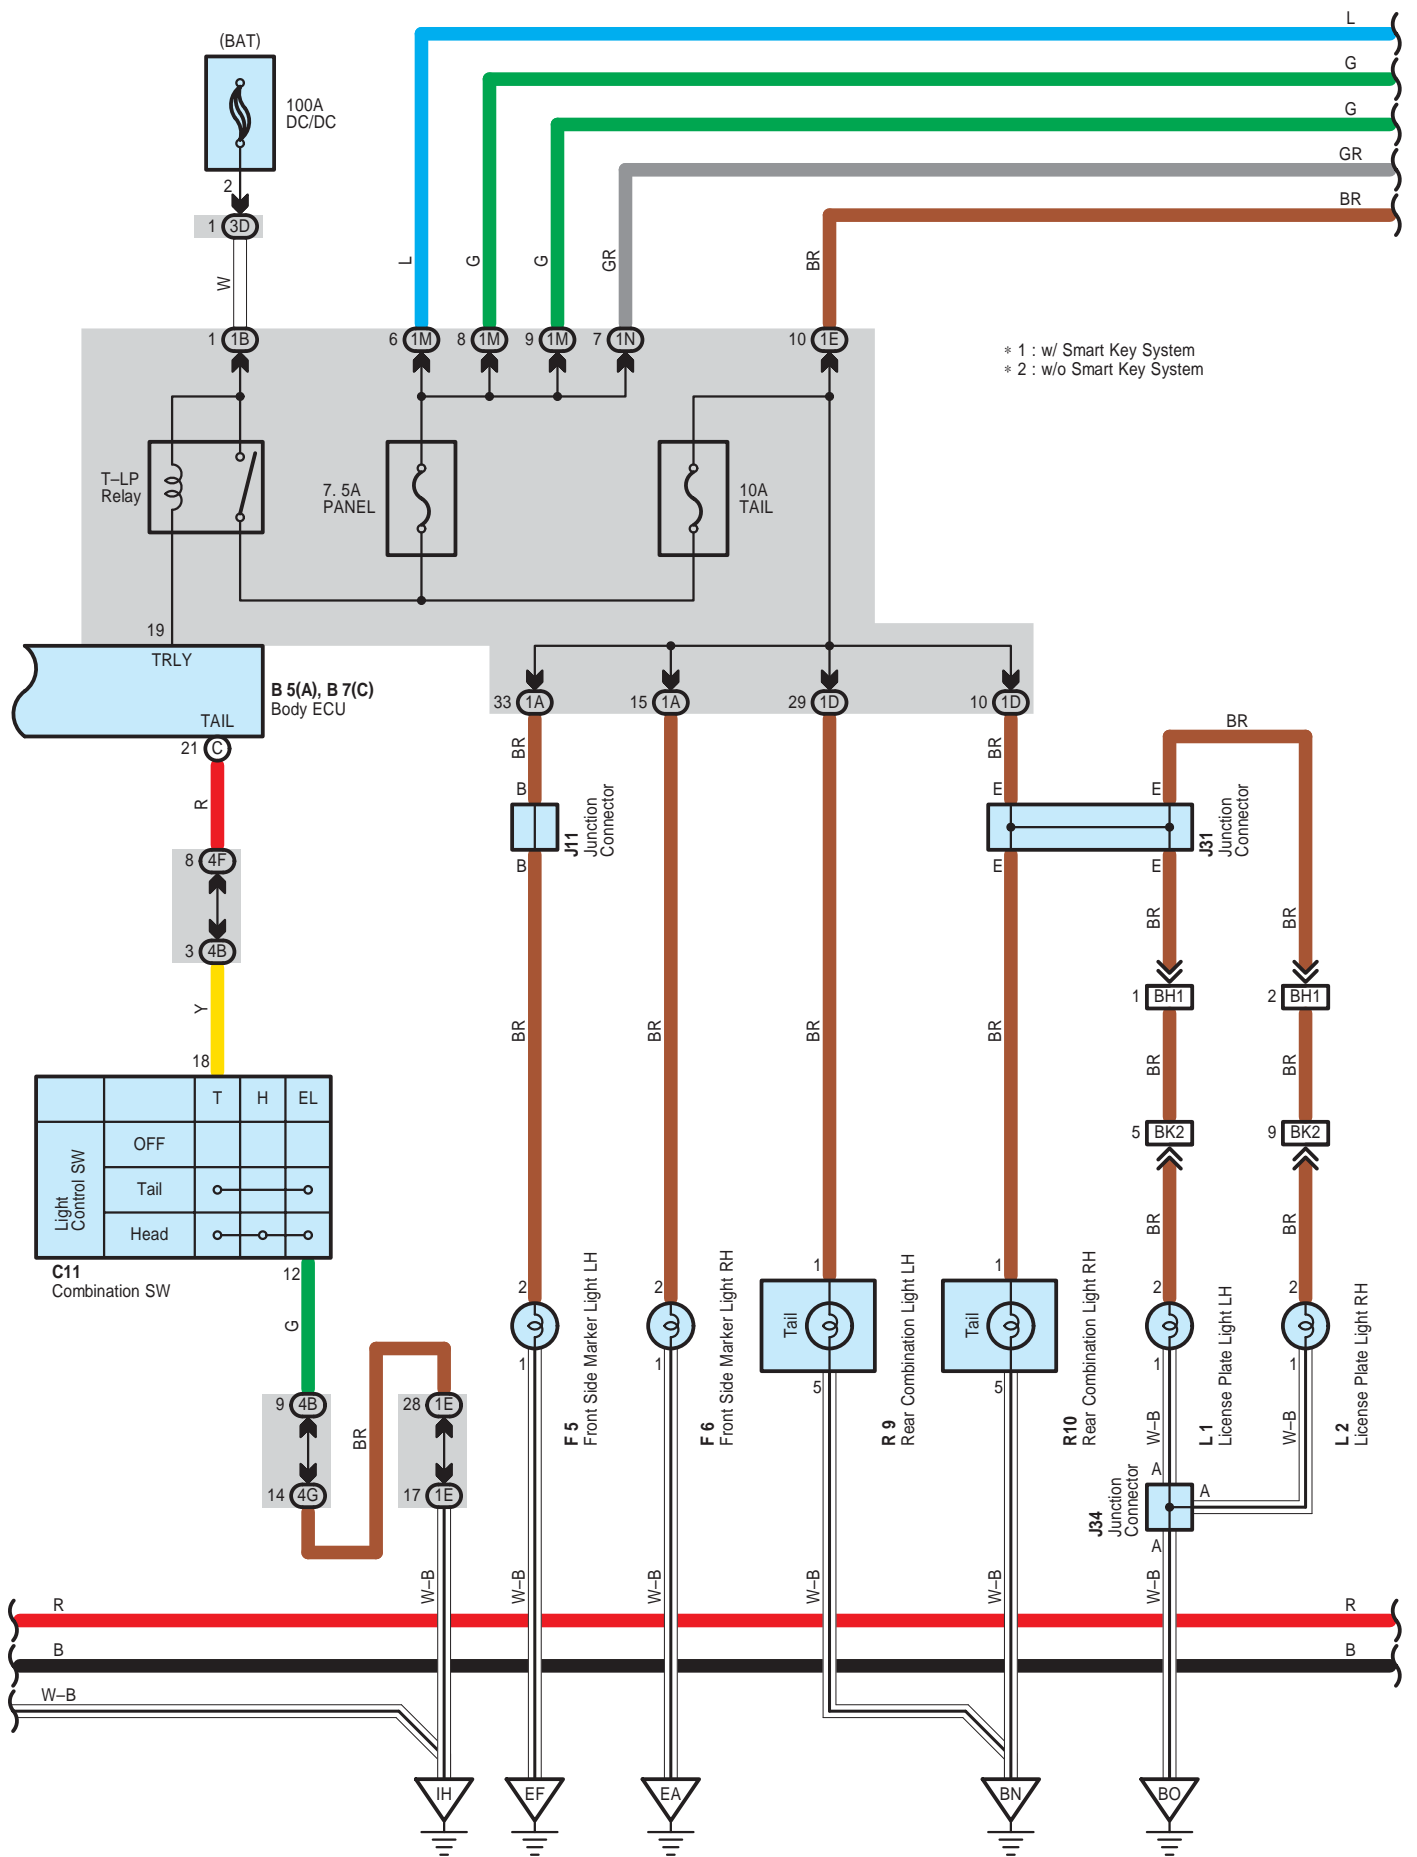 L
(BAT)
G
100A
DC/DC
G
GR
2
BR
1 3D
W
L
G
G
GR
BR
1 1B
6 1M
8 1M
9 1M
7 1N
10 1E
* 1 : w/ Smart Key System
* 2 : w/o Smart Key System
T–LP
Relay
7. 5A
PANEL
10A
TAIL
19
TRLY
B 5(A), B 7(C)
Body ECU
TAIL
33 1A
15 1A
29 1D
10 1D
21 C
BR
BR
BR
R
B
E
E
J11
Junction
Connector
J31
Junction
Connector
8 4F
B
E
E
BR
BR
3 4B
1 BH1
2 BH1
Y
BR
BR
BR
BR
BR
BR
18
T
H
EL
OFF
5 BK2
9 BK2
Light
Control SW
Tail
Head
BR
BR
C11
Combination SW
12
1
1
G
2
2
Tail
Tail
2
2
1
1
5
5
1
1
F 5
Front Side Marker Light LH
F 6
Front Side Marker Light RH
R 9
Rear Combination Light LH
R10
Rear Combination Light RH
L 1
License Plate Light LH
L 2
License Plate Light RH
9 4B
28 1E
BR
W–B
W–B
14 4G
17 1E
A
A
J34
Junction
Connector
A
W–B
W–B
W–B
W–B
W–B
W–B
R
R
B
B
W–B
IH
EF
EA
BN
BO